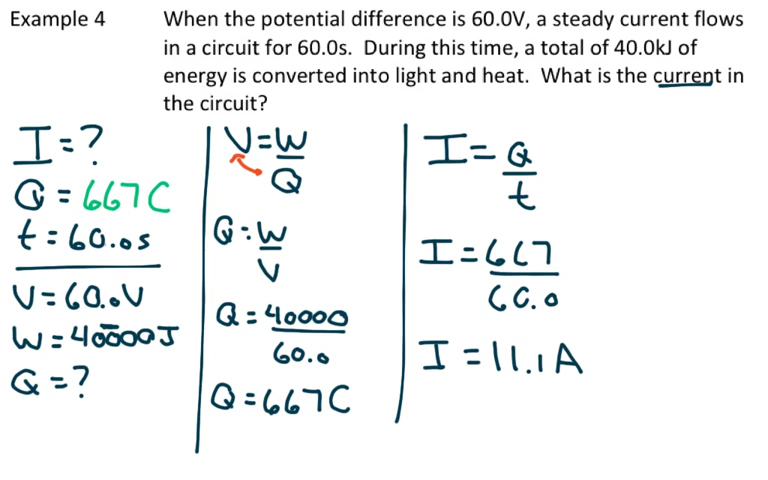 Example 4
When the potential difference is 60.0V, a steady current flows
in a circuit for 60.0s. During this time, a total of 40.0kJ of
energy is converted into light and heat. What is the current in
the circuit?
I = ?
Q = 667C
t = 60.0s
V = 60.0V
W = 40000J
Q = ?
V = W/Q
Q = W/V
Q = 40000/60.0
Q = 667C
I = Q/t
I = 667/60.0
I = 11.1A